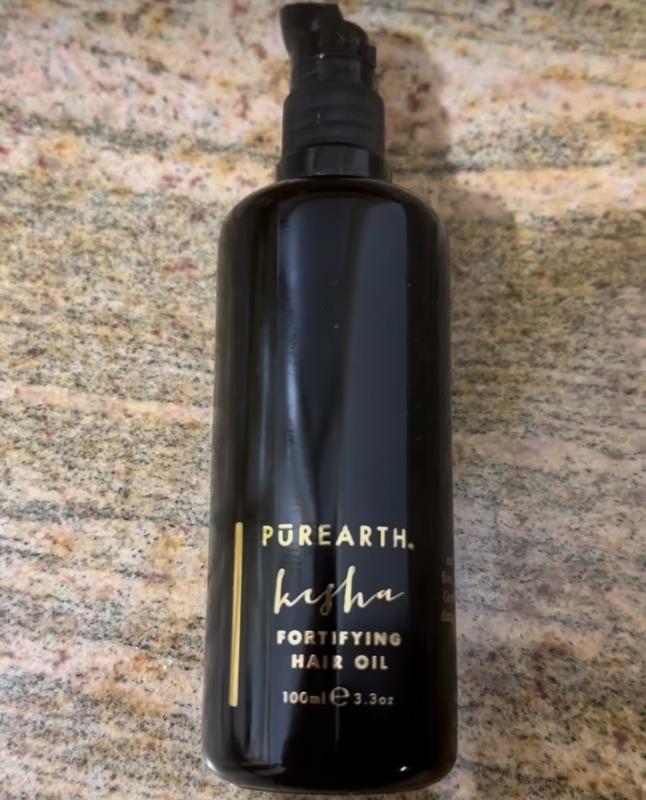 PŪREARTH.
kesha
FORTIFYING
HAIR OIL
100ml ℮ 3.3oz